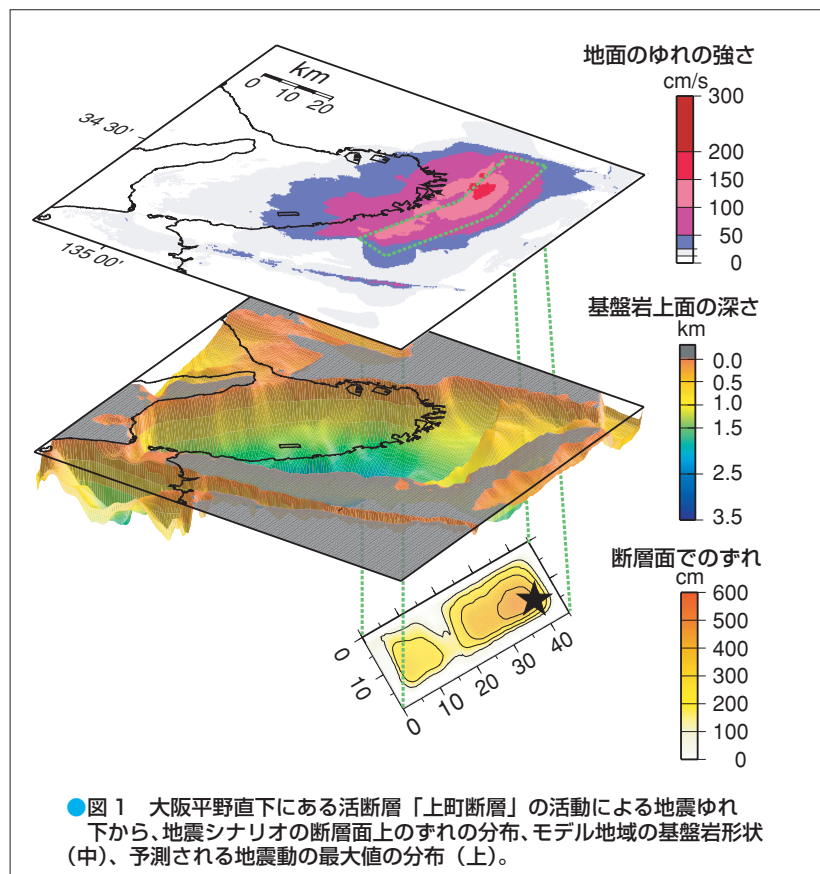 地面のゆれの強さ
cm/s
300
200
150
100
50
0
km
0 10 20
34 30'
135 00'
基盤岩上面の深さ
km
0.0
0.5
1.0
1.5
2.5
3.5
断層面でのずれ
cm
600
500
400
300
200
100
0
0
10
0 10 20 30 40
●図1 大阪平野直下にある活断層「上町断層」の活動による地震ゆれ
下から、地震シナリオの断層面上のずれの分布、モデル地域の基盤岩形状
(中)、予測される地震動の最大値の分布(上)。